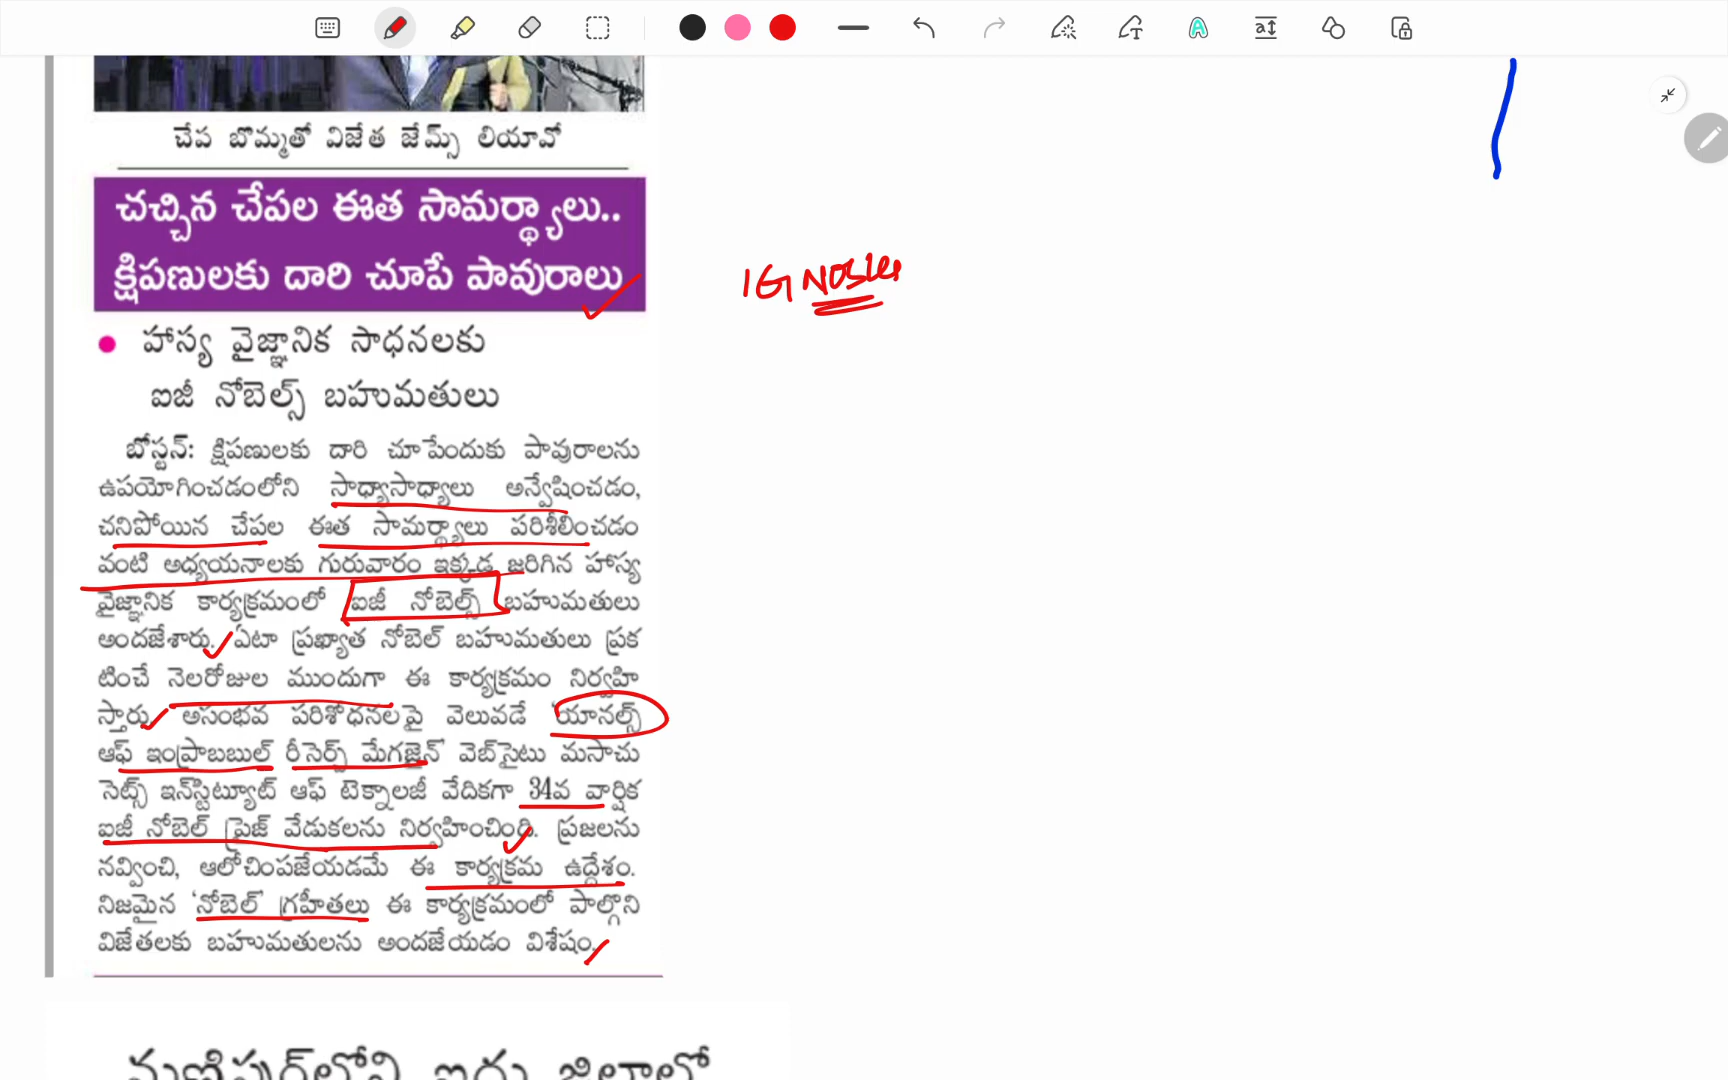 చేప బొమ్మతో విజేత జేమ్స్ లియావో
చచ్చిన చేపల ఈత సామర్థ్యాలు..
క్షిపణులకు దారి చూపే పావురాలు
IG NOBLE
• హాస్య వైజ్ఞానిక సాధనలకు
ఐజీ నోబెల్స్ బహుమతులు
బోస్టన్: క్షిపణులకు దారి చూపేందుకు పావురాలను
ఉపయోగించడంలోని సాధ్యాసాధ్యాలు అన్వేషించడం,
చనిపోయిన చేపల ఈత సామర్థ్యాలు పరిశీలించడం
వంటి అధ్యయనాలకు గురువారం ఇక్కడ జరిగిన హాస్య
వైజ్ఞానిక కార్యక్రమంలో ఐజీ నోబెల్స్ బహుమతులు
అందజేశారు. ఏటా ప్రఖ్యాత నోబెల్ బహుమతులు ప్రక
టించే నెలరోజుల ముందుగా ఈ కార్యక్రమం నిర్వహి
స్తారు. అసంభవ పరిశోధనలపై వెలువడే 'యానల్స్
ఆఫ్ ఇంప్రాబబుల్ రీసెర్చ్ మేగజైన్' వెబ్‌సైటు మసాచు
సెట్స్ ఇన్‌స్టిట్యూట్ ఆఫ్ టెక్నాలజీ వేదికగా 34వ వార్షిక
ఐజీ నోబెల్ ప్రైజ్ వేడుకలను నిర్వహించింది. ప్రజలను
నవ్వించి, ఆలోచింపజేయడమే ఈ కార్యక్రమ ఉద్దేశం.
నిజమైన 'నోబెల్' గ్రహీతలు ఈ కార్యక్రమంలో పాల్గొని
విజేతలకు బహుమతులను అందజేయడం విశేషం.
మణిపుర్‌లోని ఐదు జిల్లాల్లో